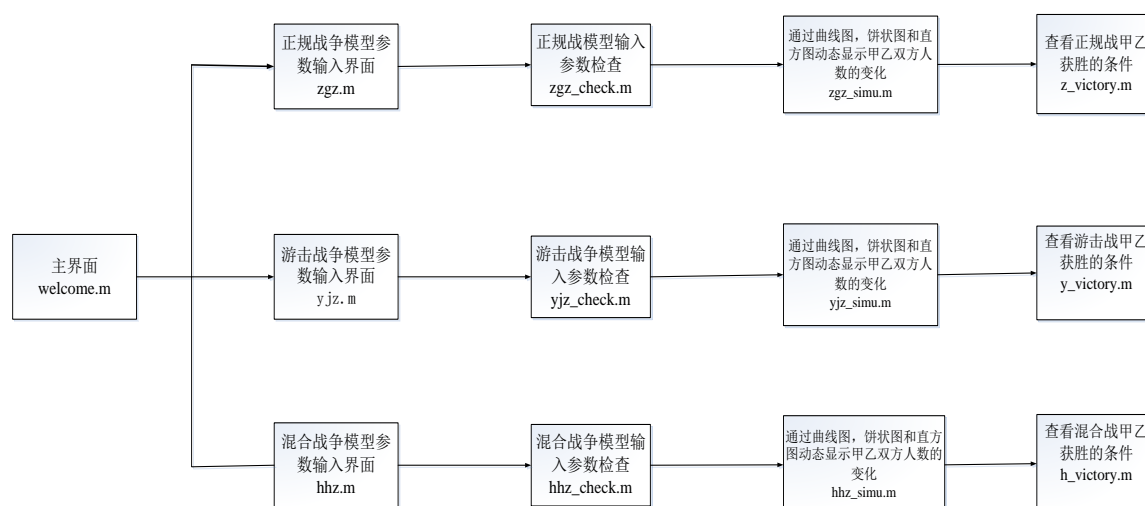 正规战争模型参
数输入界面
zgz.m
正规战模型输入
参数检查
zgz_check.m
通过曲线图，饼状图和直
方图动态显示甲乙双方人
数的变化
zgz_simu.m
查看正规战甲乙
获胜的条件
z_victory.m
主界面
welcome.m
游击战争模型参
数输入界面
yjz.m
游击战争模型输
入参数检查
yjz_check.m
通过曲线图，饼状图和直
方图动态显示甲乙双方人
数的变化
yjz_simu.m
查看游击战甲乙
获胜的条件
y_victory.m
混合战争模型参
数输入界面
hhz.m
混合战争模型输
入参数检查
hhz_check.m
通过曲线图，饼状图和直方
图动态显示甲乙双方人数的
变化
hhz_simu.m
查看混合战甲乙
获胜的条件
h_victory.m